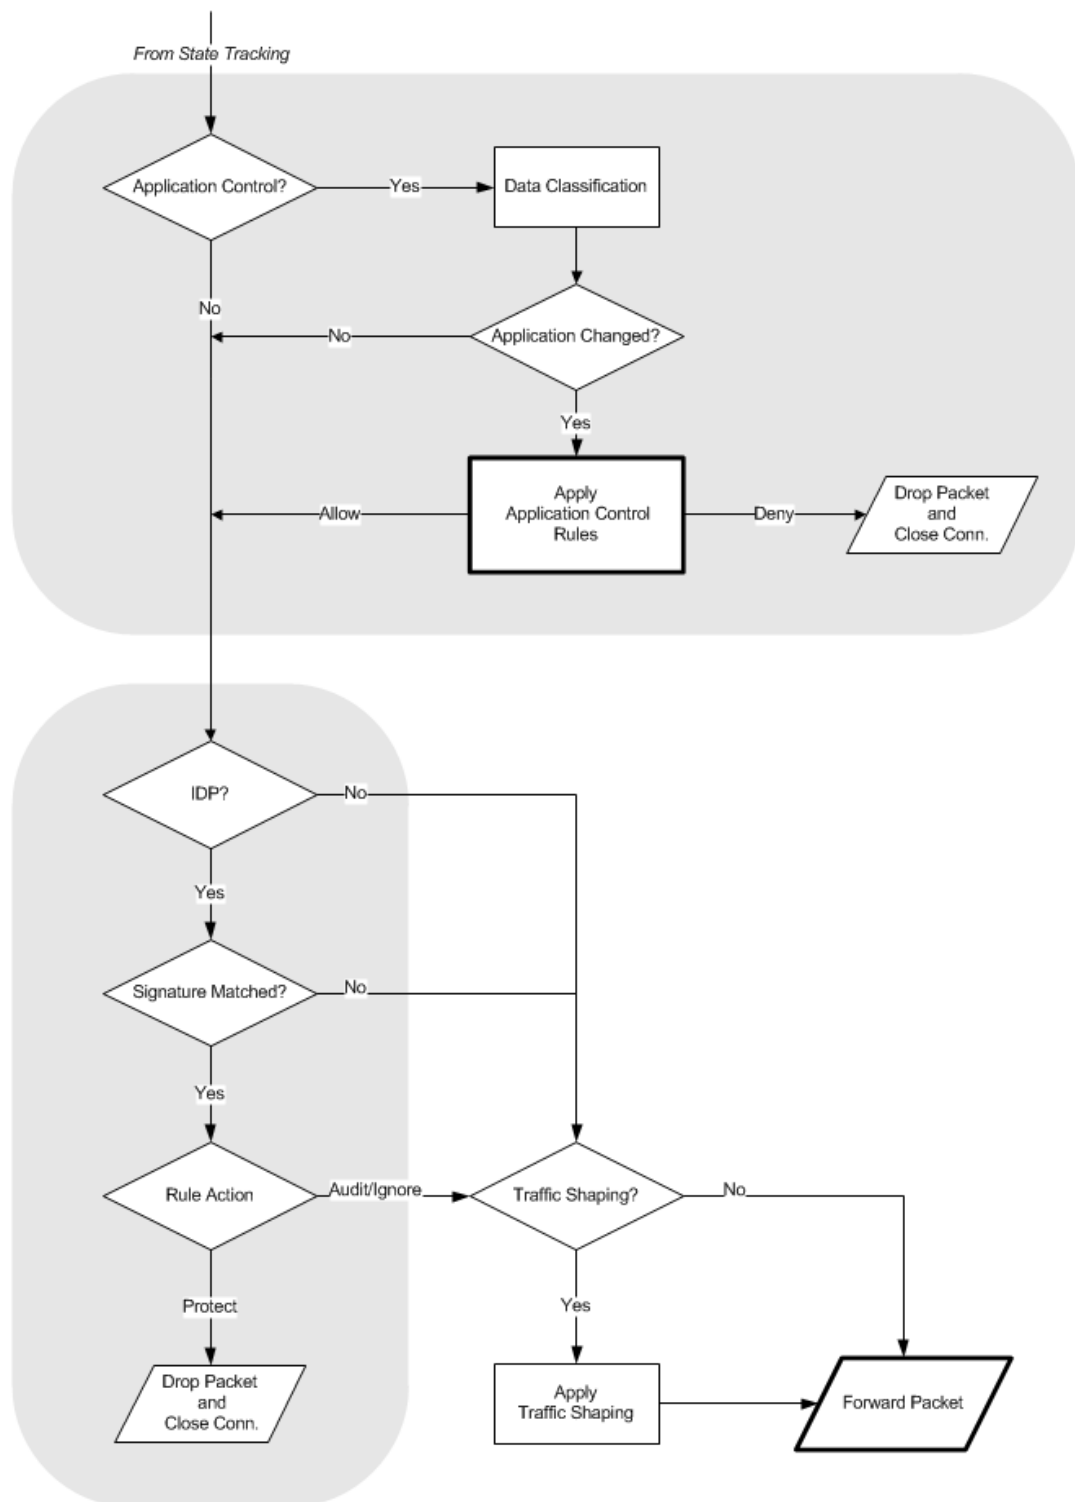 From State Tracking
Application Control?
Yes
Data Classification
No
No
Application Changed?
Yes
Allow
Apply
Application Control
Rules
Deny
Drop Packet
and
Close Conn.
IDP?
No
Yes
Signature Matched?
No
Yes
Rule Action
Audit/Ignore
Traffic Shaping?
No
Protect
Yes
Drop Packet
and
Close Conn.
Apply
Traffic Shaping
Forward Packet